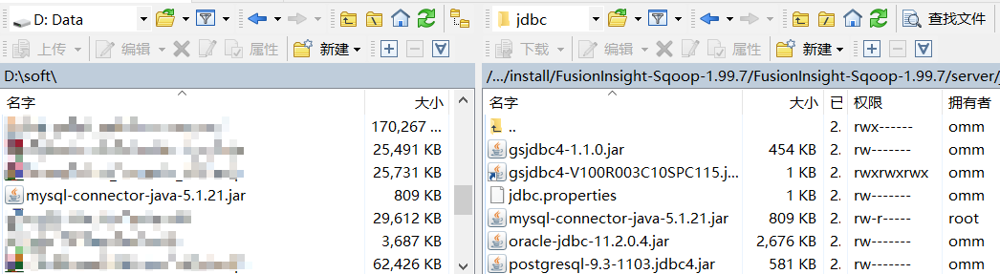 D: Data
jdbc
查找文件
上传
编辑
属性
新建
下载
编辑
属性
新建
D:\soft\
/.../install/FusionInsight-Sqoop-1.99.7/FusionInsight-Sqoop-1.99.7/server/j
名字 大小
170,267 ...
25,491 KB
25,731 KB
mysql-connector-java-5.1.21.jar 809 KB
29,612 KB
3,687 KB
62,426 KB
名字 大小 已 权限 拥有者
.. 2. rwx------ omm
gsjdbc4-1.1.0.jar 454 KB 2. rw------- omm
gsjdbc4-V100R003C10SPC115.j... 1 KB 2. rwxrwxrwx omm
jdbc.properties 1 KB 2. rw------- omm
mysql-connector-java-5.1.21.jar 809 KB 2. rw-r----- root
oracle-jdbc-11.2.0.4.jar 2,676 KB 2. rw------- omm
postgresql-9.3-1103.jdbc4.jar 581 KB 2. rw------- omm